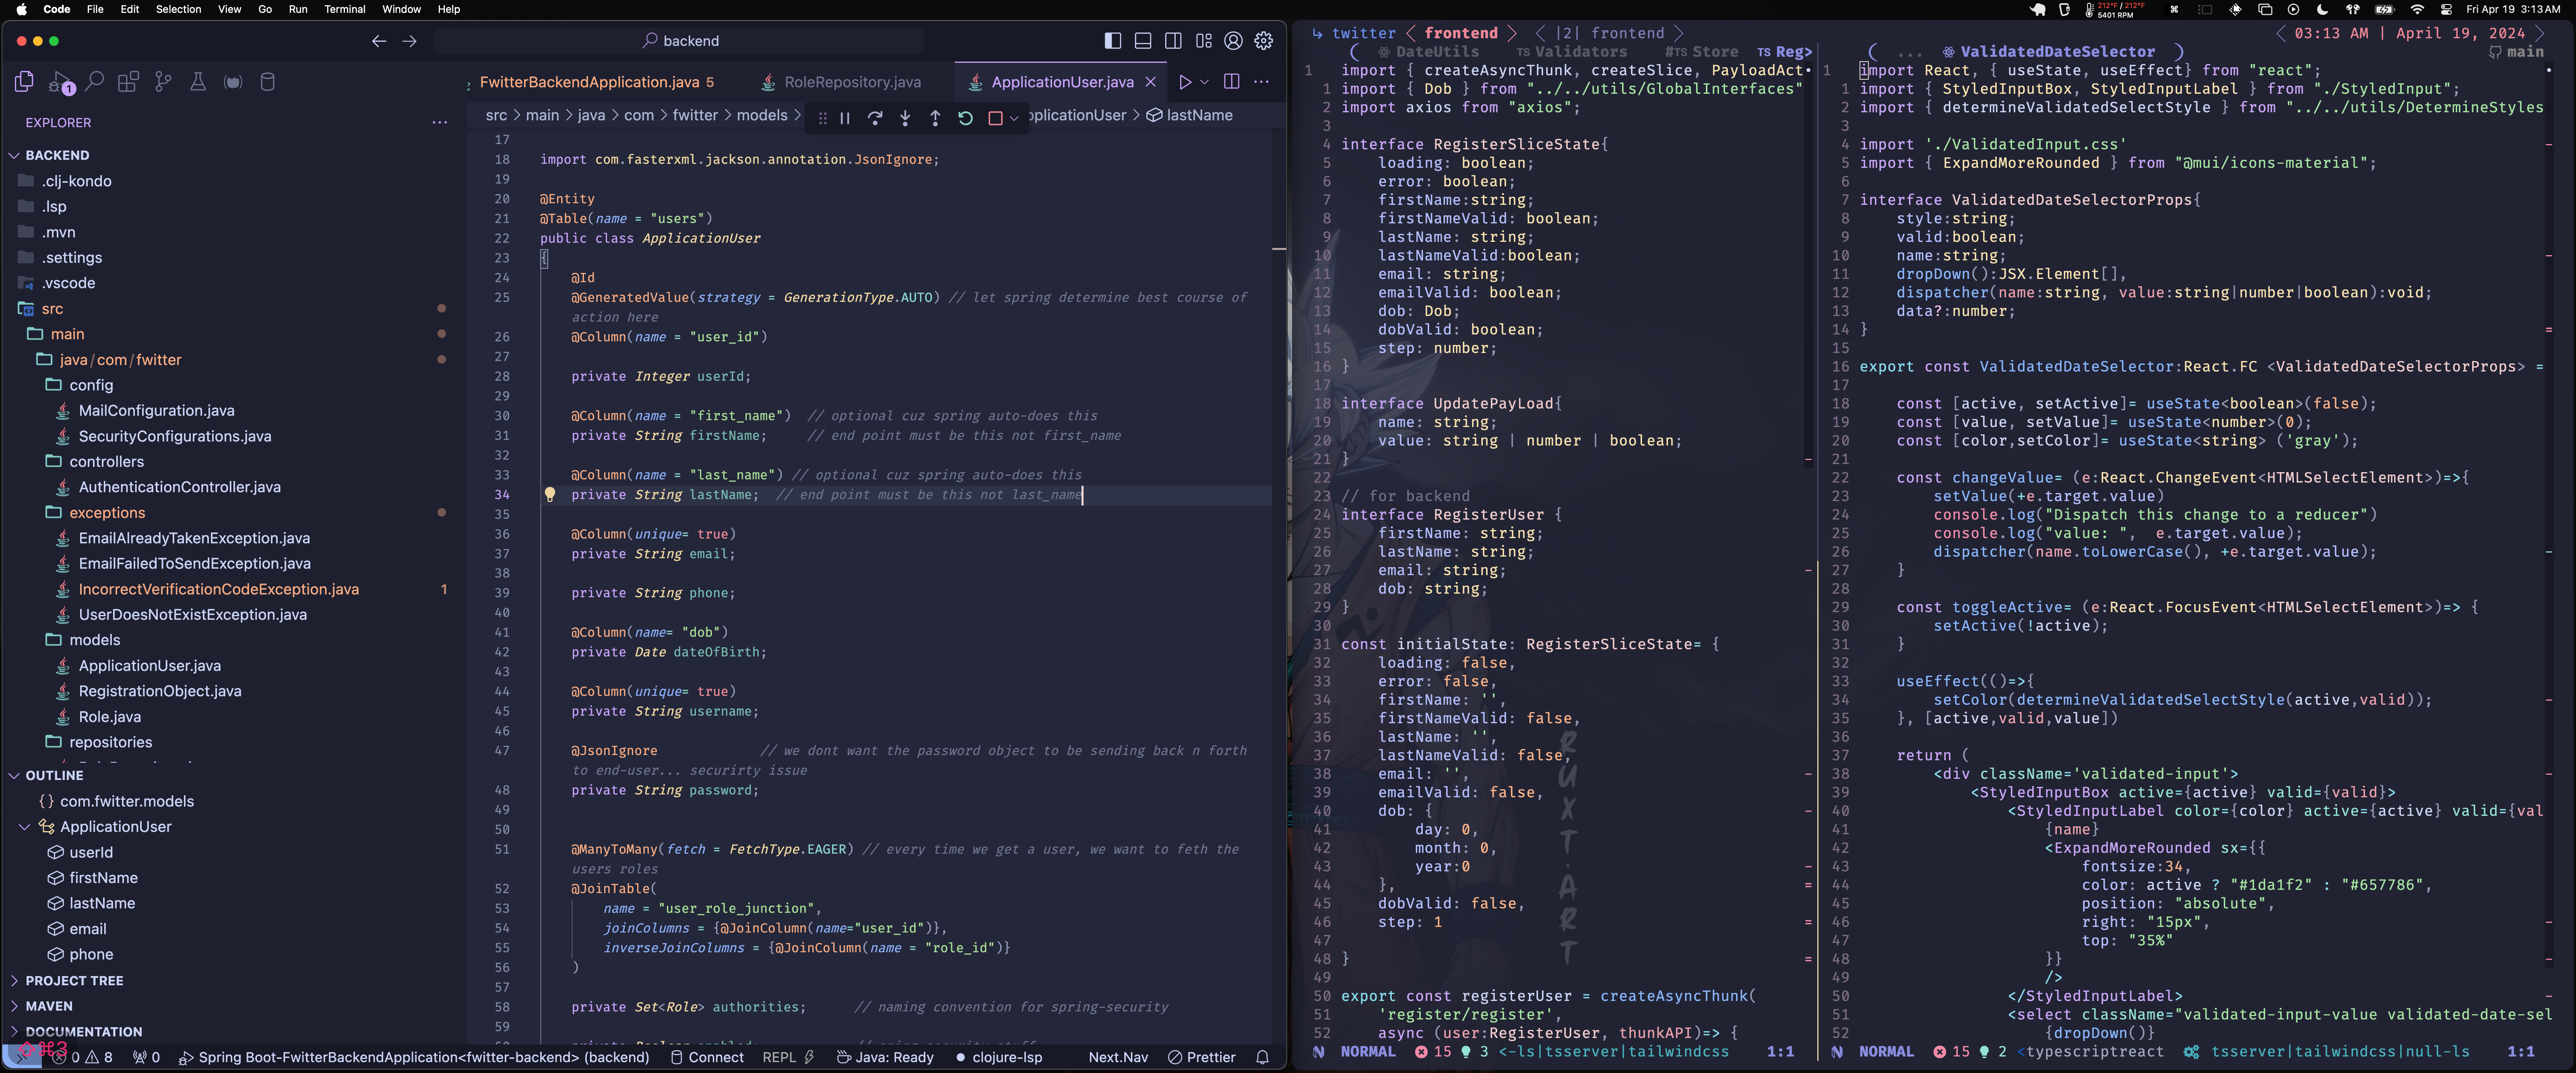 Code File Edit Selection View Go Run Terminal Window Help
212°F / 212°F
5401 RPM
Fri Apr 19 3:13 AM
backend
EXPLORER
BACKEND
.clj-kondo
.lsp
.mvn
.settings
.vscode
src
main
java/com/fwitter
config
MailConfiguration.java
SecurityConfigurations.java
controllers
AuthenticationController.java
exceptions
EmailAlreadyTakenException.java
EmailFailedToSendException.java
IncorrectVerificationCodeException.java 1
UserDoesNotExistException.java
models
ApplicationUser.java
RegistrationObject.java
Role.java
repositories
OUTLINE
{} com.fwitter.models
ApplicationUser
userId
firstName
lastName
email
phone
PROJECT TREE
MAVEN
DOCUMENTATION
FwitterBackendApplication.java 5 RoleRepository.java ApplicationUser.java
src > main > java > com > fwitter > models > pplicationUser > lastName
17
18 import com.fasterxml.jackson.annotation.JsonIgnore;
19
20 @Entity
21 @Table(name = "users")
22 public class ApplicationUser
23 {
24 @Id
25 @GeneratedValue(strategy = GenerationType.AUTO) // let spring determine best course of
action here
26 @Column(name = "user_id")
27
28 private Integer userId;
29
30 @Column(name = "first_name") // optional cuz spring auto-does this
31 private String firstName; // end point must be this not first_name
32
33 @Column(name = "last_name") // optional cuz spring auto-does this
34 private String lastName; // end point must be this not last_name
35
36 @Column(unique= true)
37 private String email;
38
39 private String phone;
40
41 @Column(name= "dob")
42 private Date dateOfBirth;
43
44 @Column(unique= true)
45 private String username;
46
47 @JsonIgnore // we dont want the password object to be sending back n forth
to end-user... securirty issue
48 private String password;
49
50
51 @ManyToMany(fetch = FetchType.EAGER) // every time we get a user, we want to feth the
users roles
52 @JoinTable(
53 name = "user_role_junction",
54 joinColumns = {@JoinColumn(name="user_id")},
55 inverseJoinColumns = {@JoinColumn(name = "role_id")}
56 )
57
58 private Set<Role> authorities; // naming convention for spring-security
59
⌘3 0 8 0 Spring Boot-FwitterBackendApplication<fwitter-backend> (backend) Connect REPL Java: Ready clojure-lsp Next.Nav Prettier
twitter < frontend > < |2| frontend > < 03:13 AM | April 19, 2024 >
( DateUtils TS Validators #TS Store TS Reg>
1 import { createAsyncThunk, createSlice, PayloadAct
1 import { Dob } from "../../utils/GlobalInterfaces"
2 import axios from "axios";
3
4 interface RegisterSliceState{
5 loading: boolean;
6 error: boolean;
7 firstName:string;
8 firstNameValid: boolean;
9 lastName: string;
10 lastNameValid:boolean;
11 email: string;
12 emailValid: boolean;
13 dob: Dob;
14 dobValid: boolean;
15 step: number;
16 }
17
18 interface UpdatePayLoad{
19 name: string;
20 value: string | number | boolean;
21 }
22
23 // for backend
24 interface RegisterUser {
25 firstName: string;
26 lastName: string;
27 email: string;
28 dob: string;
29 }
30
31 const initialState: RegisterSliceState= {
32 loading: false,
33 error: false,
34 firstName: '',
35 firstNameValid: false,
36 lastName: '',
37 lastNameValid: false,
38 email: '',
39 emailValid: false,
40 dob: {
41 day: 0,
42 month: 0,
43 year:0
44 },
45 dobValid: false,
46 step: 1
47
48 }
49
50 export const registerUser = createAsyncThunk(
51 'register/register',
52 async (user:RegisterUser, thunkAPI)=> {
RUXT.ART
NORMAL 15 3 <-ls|tsserver|tailwindcss 1:1
( ... ValidatedDateSelector ) main
1 import React, { useState, useEffect} from "react";
1 import { StyledInputBox, StyledInputLabel } from "./StyledInput";
2 import { determineValidatedSelectStyle } from "../../utils/DetermineStyles
3
4 import './ValidatedInput.css'
5 import { ExpandMoreRounded } from "@mui/icons-material";
6
7 interface ValidatedDateSelectorProps{
8 style:string;
9 valid:boolean;
10 name:string;
11 dropDown():JSX.Element[],
12 dispatcher(name:string, value:string|number|boolean):void;
13 data?:number;
14 }
15
16 export const ValidatedDateSelector:React.FC <ValidatedDateSelectorProps> =
17
18 const [active, setActive]= useState<boolean>(false);
19 const [value, setValue]= useState<number>(0);
20 const [color,setColor]= useState<string> ('gray');
21
22 const changeValue= (e:React.ChangeEvent<HTMLSelectElement>)=>{
23 setValue(+e.target.value)
24 console.log("Dispatch this change to a reducer")
25 console.log("value: ", e.target.value);
26 dispatcher(name.toLowerCase(), +e.target.value);
27 }
28
29 const toggleActive= (e:React.FocusEvent<HTMLSelectElement>)=> {
30 setActive(!active);
31 }
32
33 useEffect(()=>{
34 setColor(determineValidatedSelectStyle(active,valid));
35 }, [active,valid,value])
36
37 return (
38 <div className='validated-input'>
39 <StyledInputBox active={active} valid={valid}>
40 <StyledInputLabel color={color} active={active} valid={val
41 {name}
42 <ExpandMoreRounded sx={{
43 fontsize:34,
44 color: active ? "#1da1f2" : "#657786",
45 position: "absolute",
46 right: "15px",
47 top: "35%"
48 }}
49 />
50 </StyledInputLabel>
51 <select className="validated-input-value validated-date-sel
52 {dropDown()}
NORMAL 15 2 <typescriptreact tsserver|tailwindcss|null-ls 1:1